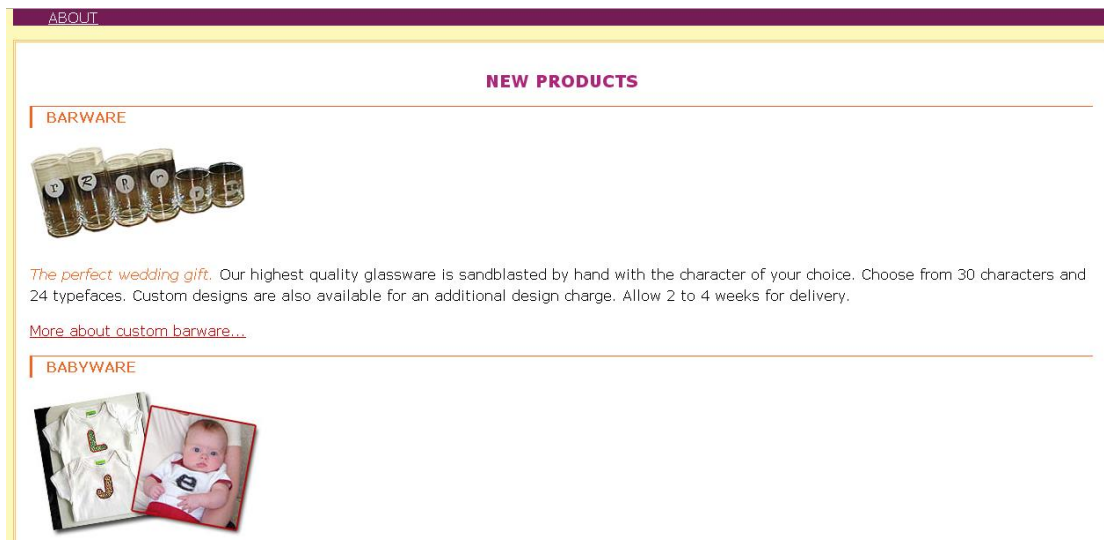 ABOUT
NEW PRODUCTS
BARWARE
r R R r r
The perfect wedding gift. Our highest quality glassware is sandblasted by hand with the character of your choice. Choose from 30 characters and
24 typefaces. Custom designs are also available for an additional design charge. Allow 2 to 4 weeks for delivery.
More about custom barware...
BABYWARE
L
J
e